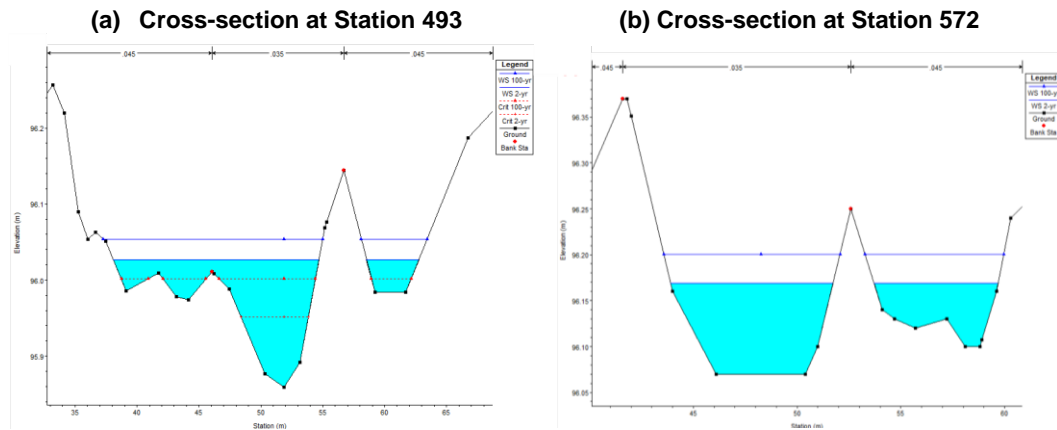 (a) Cross-section at Station 493
.045
.035
.045
Legend
WS 100-yr
WS 2-yr
Crit 100-yr
Crit 2-yr
Ground
Bank Sta
96.2
96.1
96.0
95.9
Elevation (m)
35
40
45
50
55
60
65
Station (m)
(b) Cross-section at Station 572
.045
.035
.045
Legend
WS 100-yr
WS 2-yr
Ground
Bank Sta
96.35
96.30
96.25
96.20
96.15
96.10
96.05
Elevation (m)
45
50
55
60
Station (m)